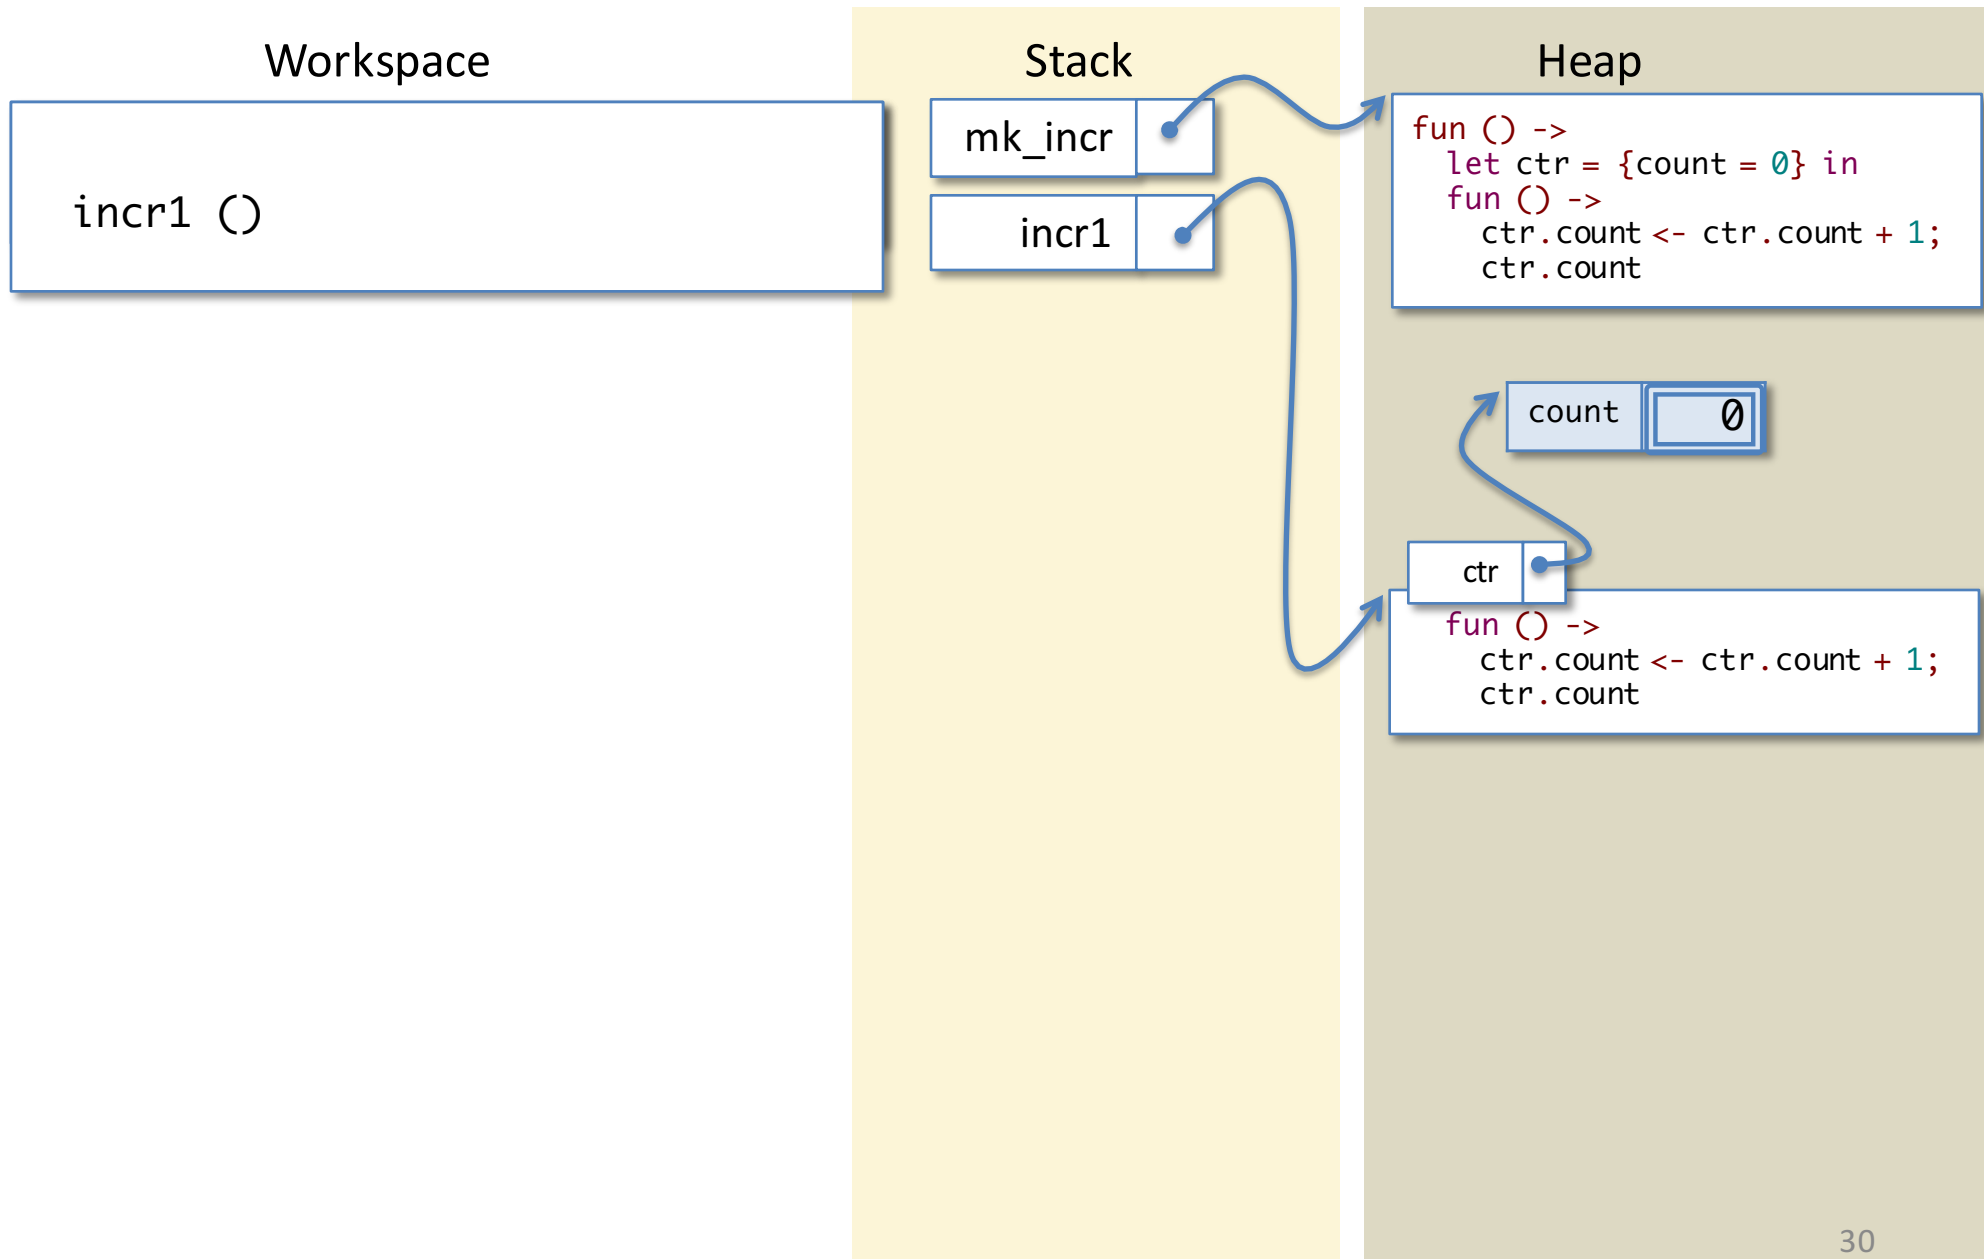 Workspace
Stack
Heap
incr1 ()
mk_incr
incr1
fun () ->
let ctr = {count = 0} in
fun () ->
ctr.count <- ctr.count + 1;
ctr.count
count 0
ctr
fun () ->
ctr.count <- ctr.count + 1;
ctr.count
30